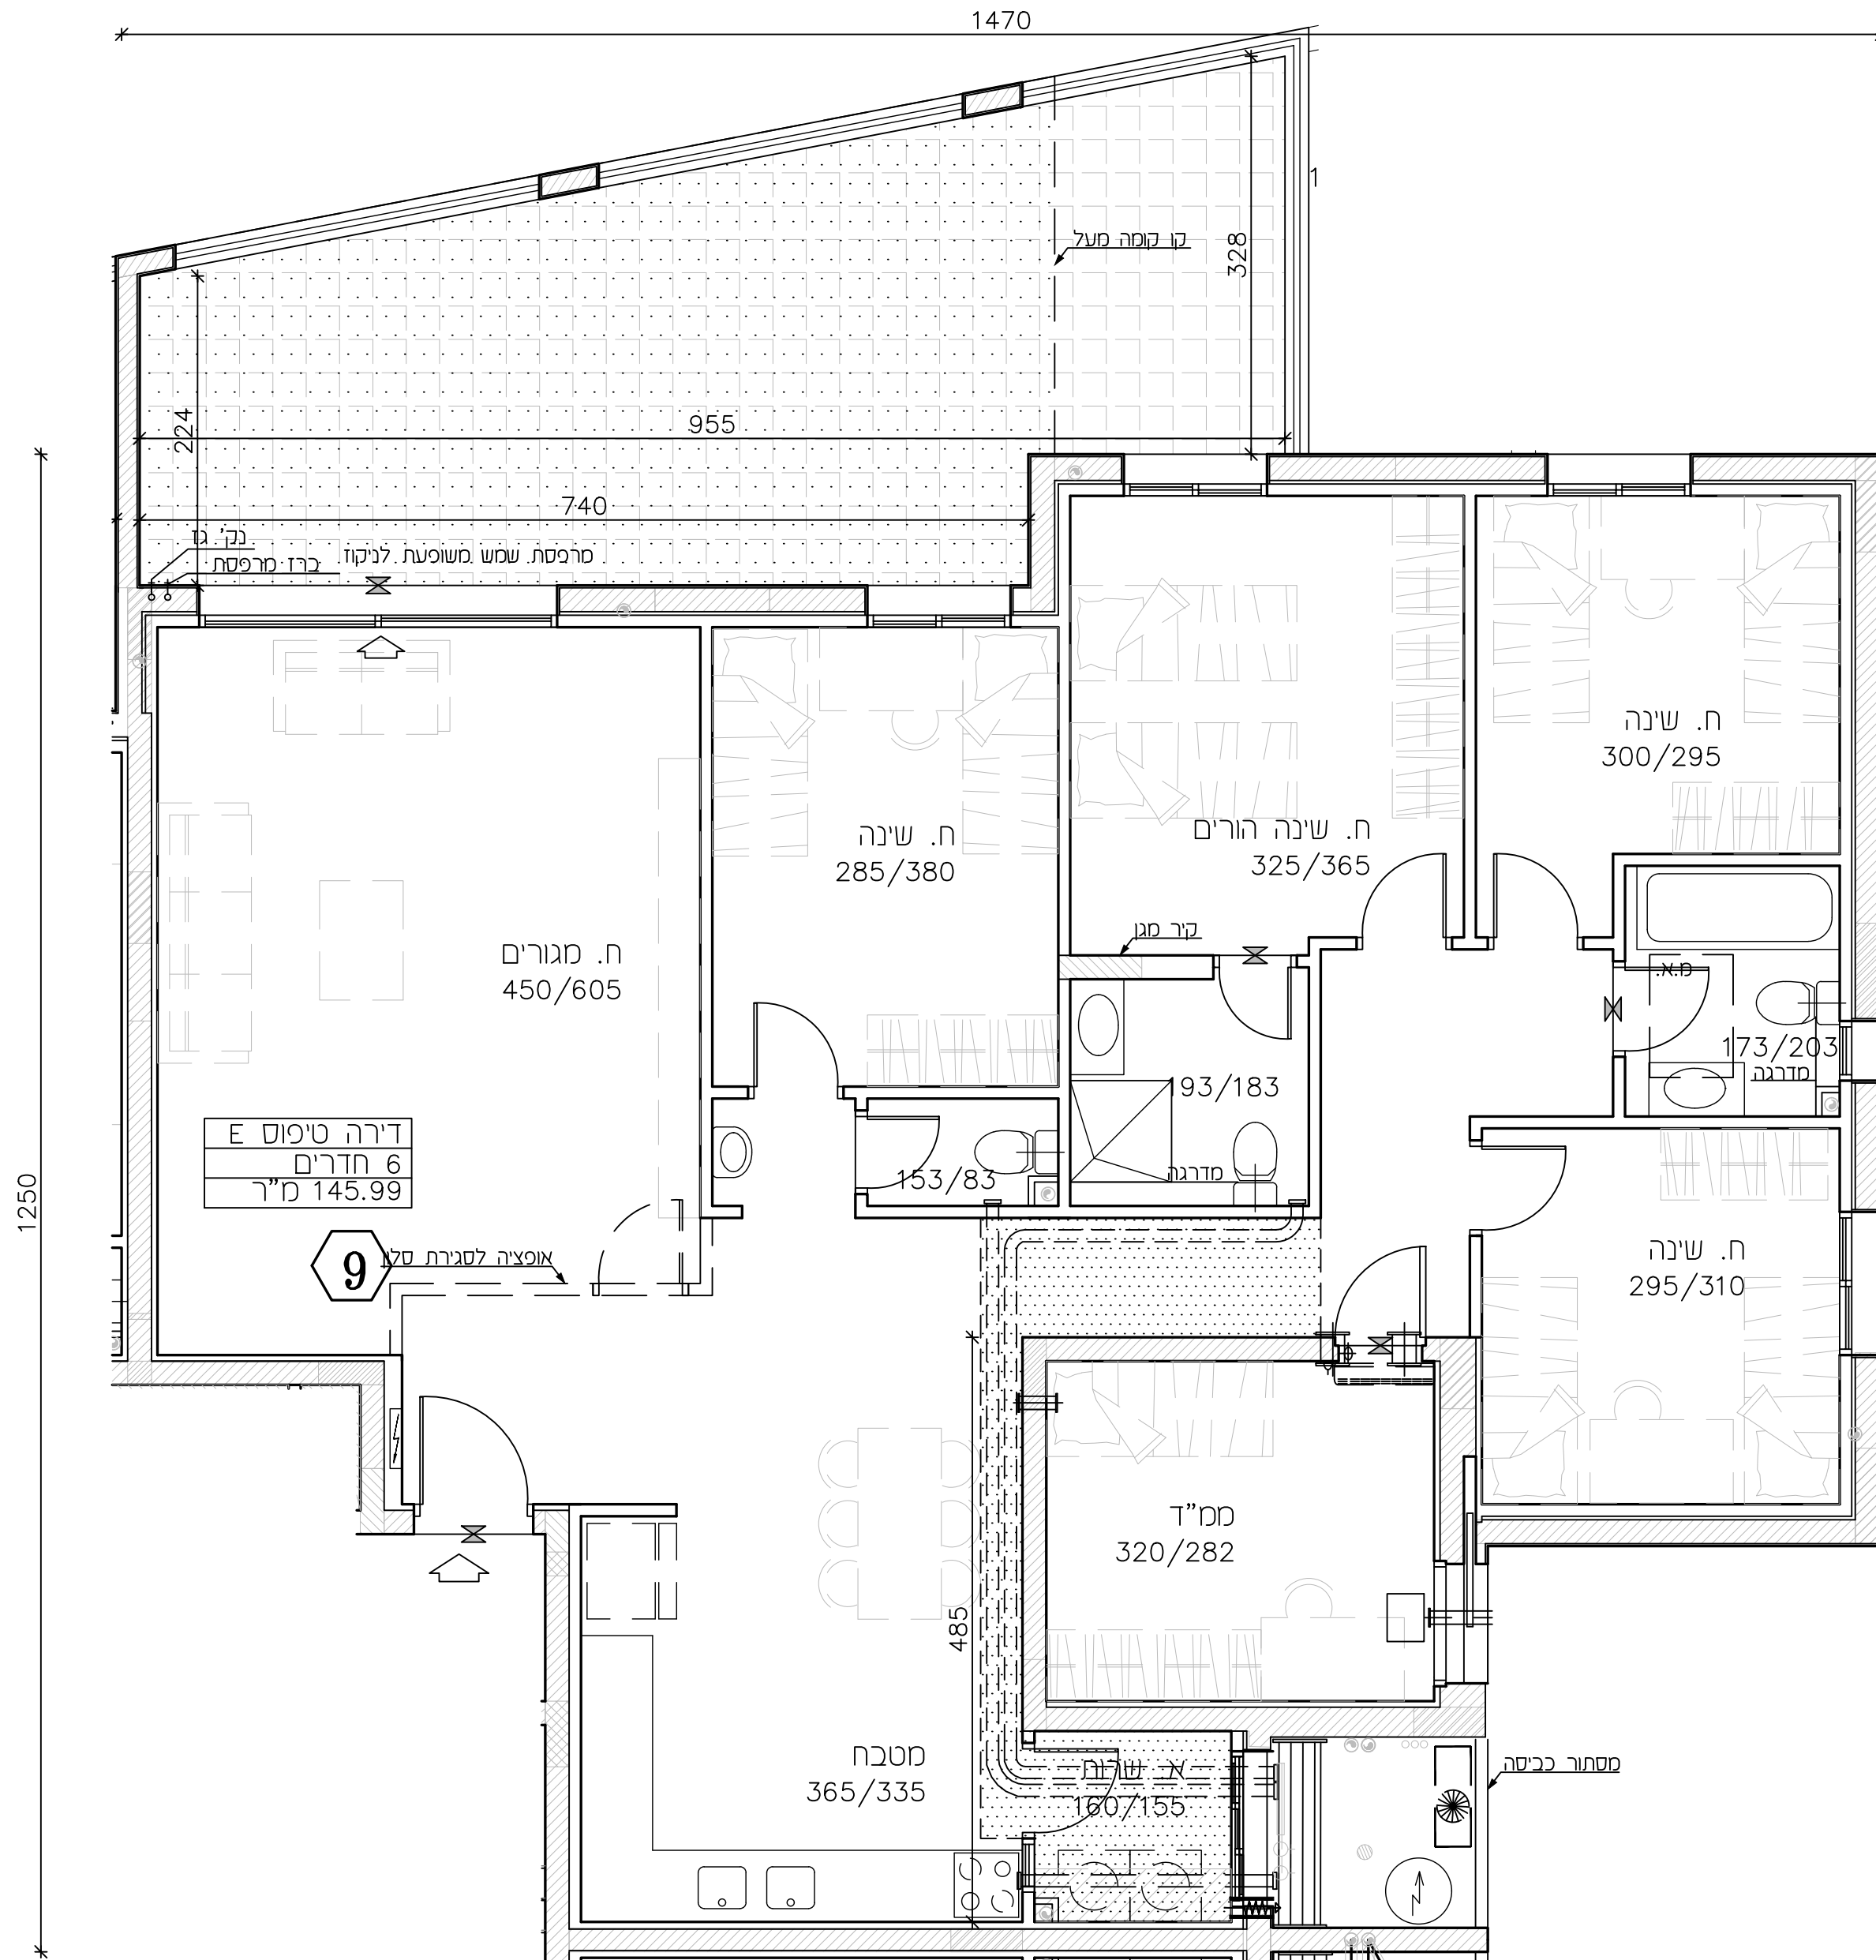 1470
קו קומה מעל
328
1
224
955
740
נק' גז
ברז מרפסת
מרפסת שמש משופעת לניקוז
ח. שינה
300/295
ח. שינה הורים
325/365
ח. שינה
285/380
ח. מגורים
450/605
קיר מגן
מ.א.
173/203
מדרגה
193/183
מדרגה
153/83
דירה טיפוס E
6 חדרים
145.99 מ"ר
1250
9
אופציה לסגירת סלון
ח. שינה
295/310
ממ"ד
320/282
485
מטבח
365/335
א. שרות
160/155
מסתור כביסה